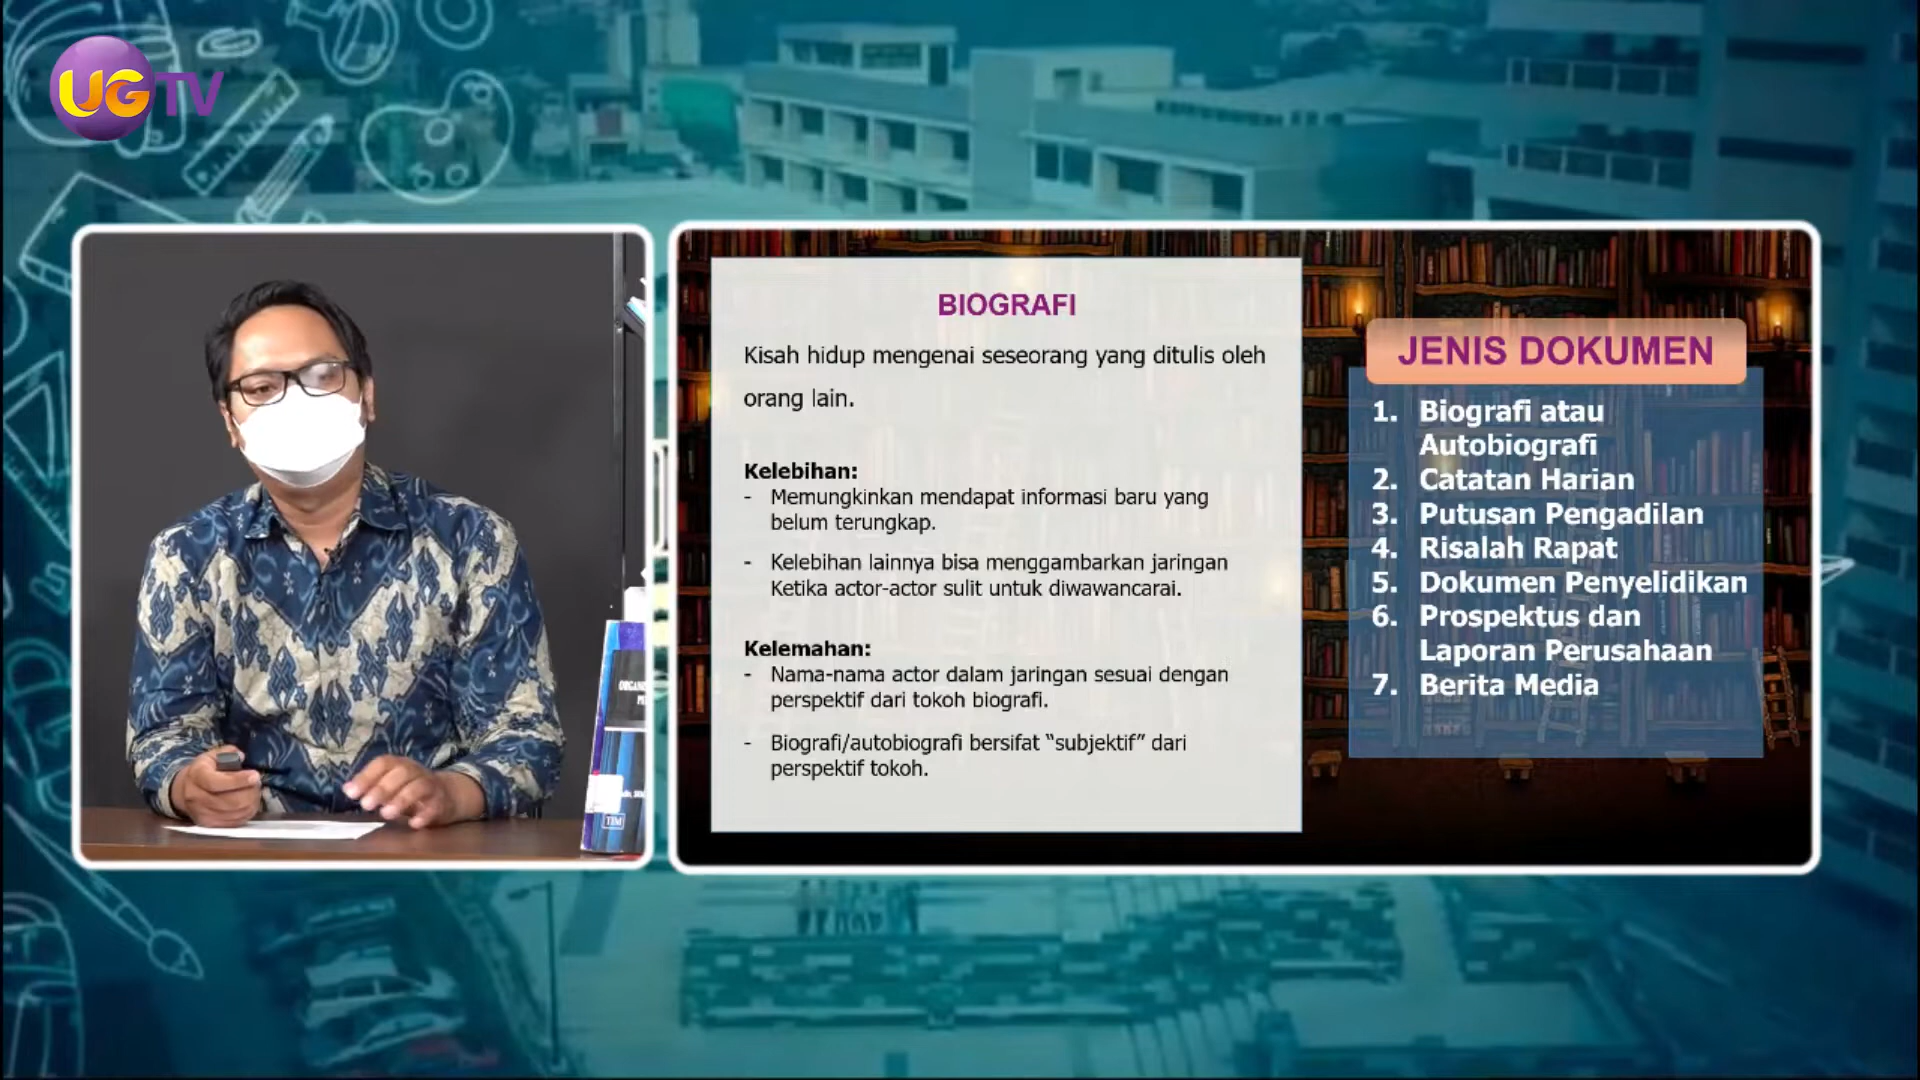 UGTV
BIOGRAFI
Kisah hidup mengenai seseorang yang ditulis oleh
orang lain.
Kelebihan:
- Memungkinkan mendapat informasi baru yang
belum terungkap.
- Kelebihan lainnya bisa menggambarkan jaringan
Ketika actor-actor sulit untuk diwawancarai.
Kelemahan:
- Nama-nama actor dalam jaringan sesuai dengan
perspektif dari tokoh biografi.
- Biografi/autobiografi bersifat “subjektif” dari
perspektif tokoh.
JENIS DOKUMEN
1. Biografi atau
Autobiografi
2. Catatan Harian
3. Putusan Pengadilan
4. Risalah Rapat
5. Dokumen Penyelidikan
6. Prospektus dan
Laporan Perusahaan
7. Berita Media
TIM